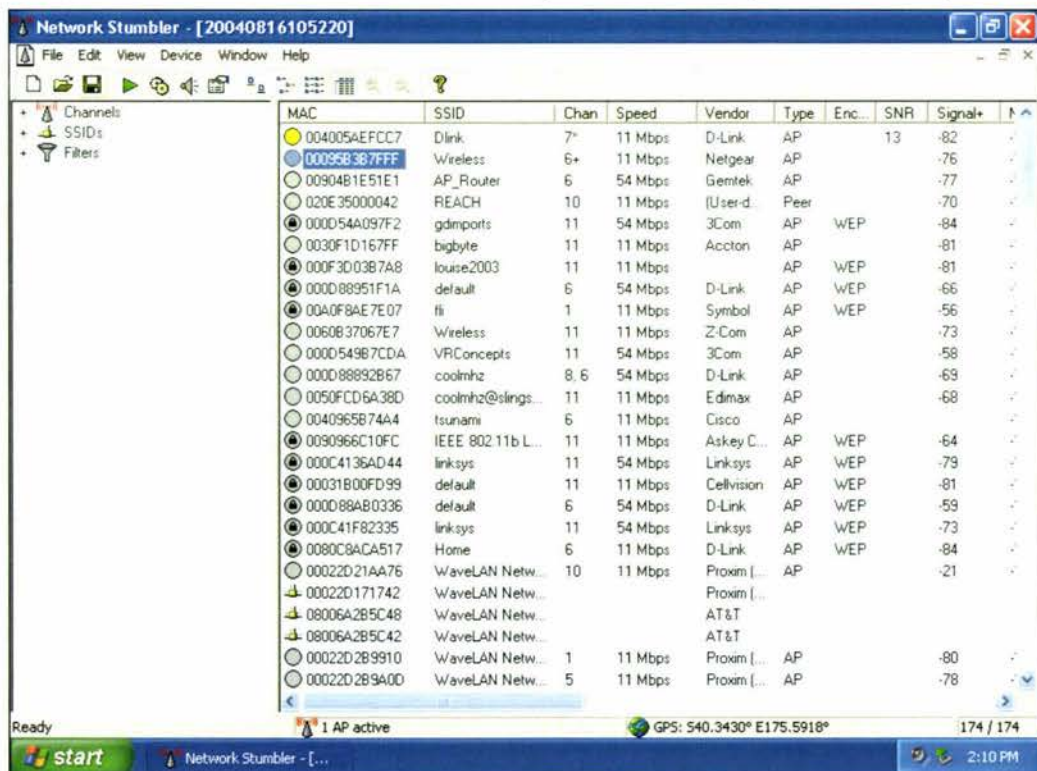 Network Stumbler - [20040816105220]
File Edit View Device Window Help
Channels
SSIDs
Filters
MAC SSID Chan Speed Vendor Type Enc... SNR Signal+
004005AEFCC7 Dlink 7* 11 Mbps D-Link AP 13 -82
00095B3B7FFF Wireless 6+ 11 Mbps Netgear AP -76
00904B1E51E1 AP_Router 6 54 Mbps Gemtek AP -77
020E35000042 REACH 10 11 Mbps (User-d... Peer -70
000D54A097F2 gdimports 11 54 Mbps 3Com AP WEP -84
0030F1D167FF bigbyte 11 11 Mbps Accton AP -81
000F3D03B7A8 louise2003 11 11 Mbps AP WEP -81
000D88951F1A default 6 54 Mbps D-Link AP WEP -66
00A0F8AE7E07 fli 1 11 Mbps Symbol AP WEP -56
0060B37067E7 Wireless 11 11 Mbps Z-Com AP -73
000D549B7CDA VRConcepts 11 54 Mbps 3Com AP -58
000D88892B67 coolmhz 8, 6 54 Mbps D-Link AP -69
0050FCD6A38D coolmhz@slings... 11 11 Mbps Edimax AP -68
0040965B74A4 tsunami 6 11 Mbps Cisco AP
0090966C10FC IEEE 802.11b L... 11 11 Mbps Askey C... AP WEP -64
000C4136AD44 linksys 11 54 Mbps Linksys AP WEP -79
00031B00FD99 default 11 11 Mbps Cellvision AP WEP -81
000D88AB0336 default 6 54 Mbps D-Link AP WEP -59
000C41F82335 linksys 11 54 Mbps Linksys AP WEP -73
0080C8ACA517 Home 6 11 Mbps D-Link AP WEP -84
00022D21AA76 WaveLAN Netw... 10 11 Mbps Proxim (... AP -21
00022D171742 WaveLAN Netw... Proxim (...
08006A2B5C48 WaveLAN Netw... AT&T
08006A2B5C42 WaveLAN Netw... AT&T
00022D2B9910 WaveLAN Netw... 1 11 Mbps Proxim (... AP -80
00022D2B9A0D WaveLAN Netw... 5 11 Mbps Proxim (... AP -78
Ready 1 AP active GPS: S40.3430° E175.5918° 174 / 174
start Network Stumbler - [... 2:10 PM